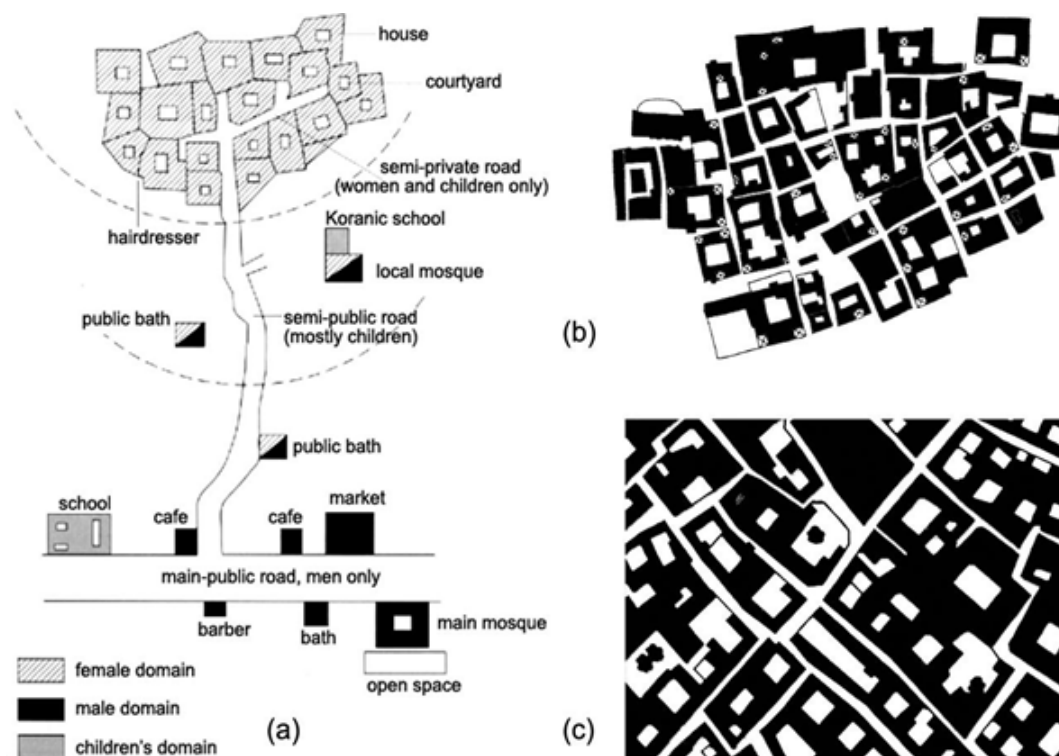 house
courtyard
semi-private road
(women and children only)
hairdresser
Koranic school
local mosque
public bath
semi-public road
(mostly children)
public bath
school
cafe
cafe
market
main-public road, men only
barber
bath
main mosque
open space
female domain
male domain
children's domain
(a)
(b)
(c)